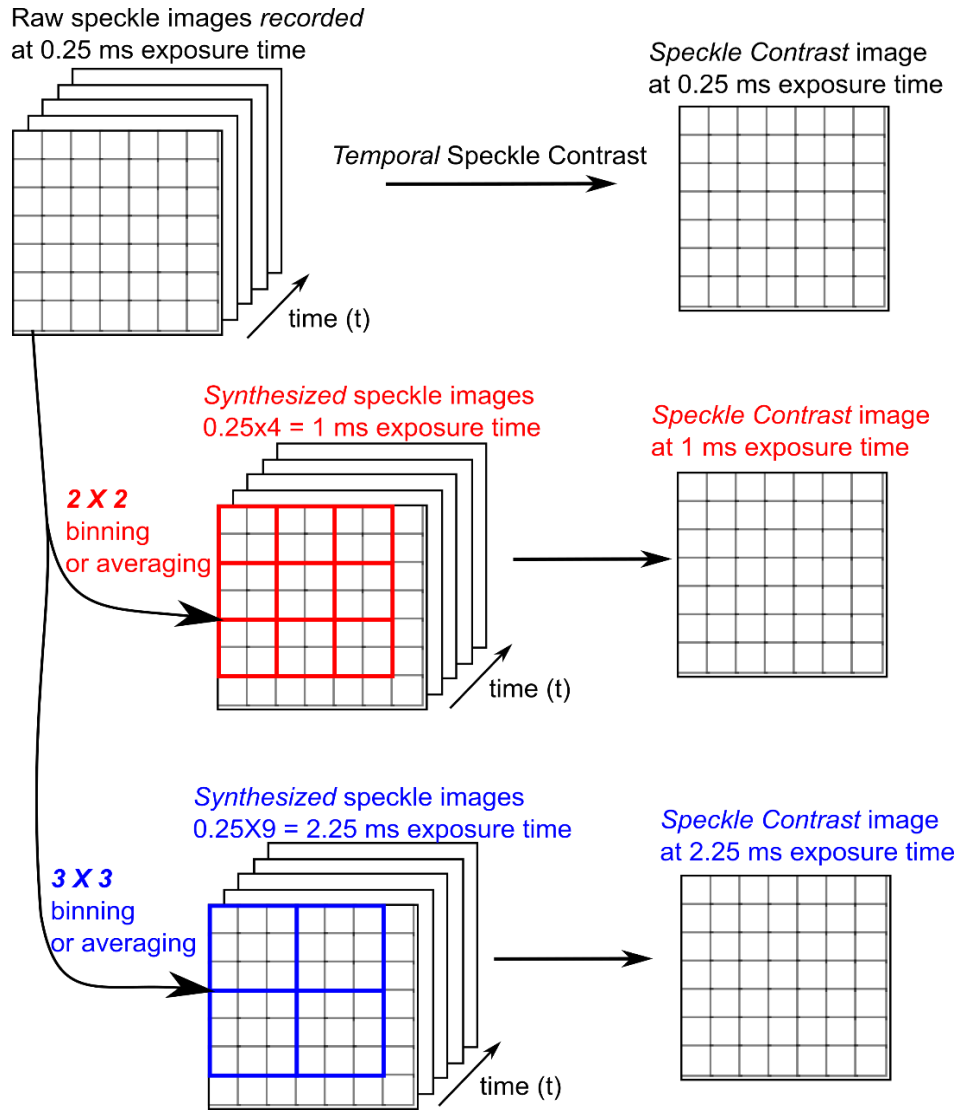 Raw speckle images recorded
at 0.25 ms exposure time
Speckle Contrast image
at 0.25 ms exposure time
Temporal Speckle Contrast
time (t)
Synthesized speckle images
0.25x4 = 1 ms exposure time
Speckle Contrast image
at 1 ms exposure time
2 X 2
binning
or averaging
time (t)
Synthesized speckle images
0.25X9 = 2.25 ms exposure time
Speckle Contrast image
at 2.25 ms exposure time
3 X 3
binning
or averaging
time (t)